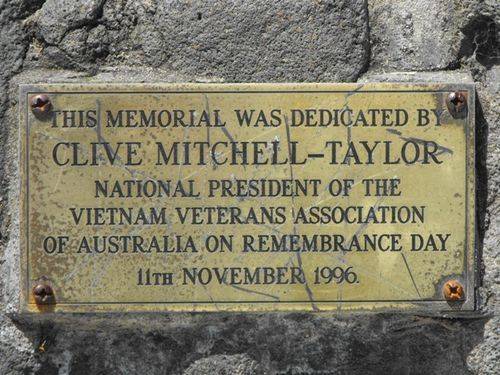 THIS MEMORIAL WAS DEDICATED BY
CLIVE MITCHELL-TAYLOR
NATIONAL PRESIDENT OF THE
VIETNAM VETERANS ASSOCIATION
OF AUSTRALIA ON REMEMBRANCE DAY
11TH NOVEMBER 1996.